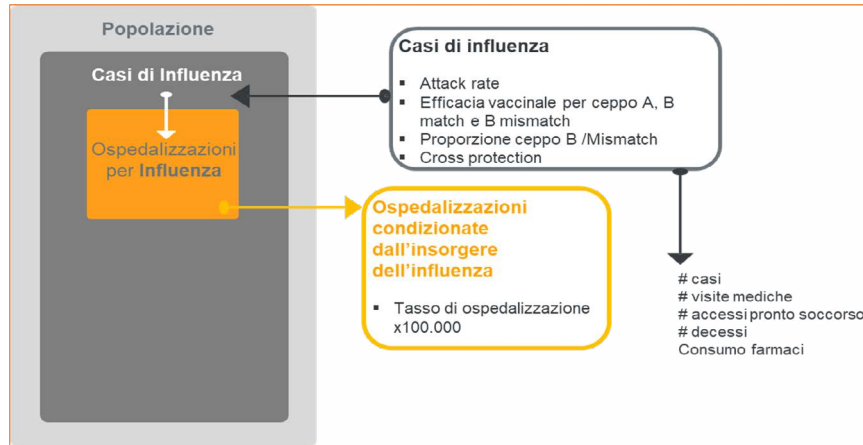 Popolazione
Casi di Influenza
Ospedalizzazioni
per Influenza
Casi di influenza
▪ Attack rate
▪ Efficacia vaccinale per ceppo A, B
match e B mismatch
▪ Proporzione ceppo B /Mismatch
▪ Cross protection
Ospedalizzazioni
condizionate
dall'insorgere
dell'influenza
▪ Tasso di ospedalizzazione
x100.000
# casi
# visite mediche
# accessi pronto soccorso
# decessi
Consumo farmaci